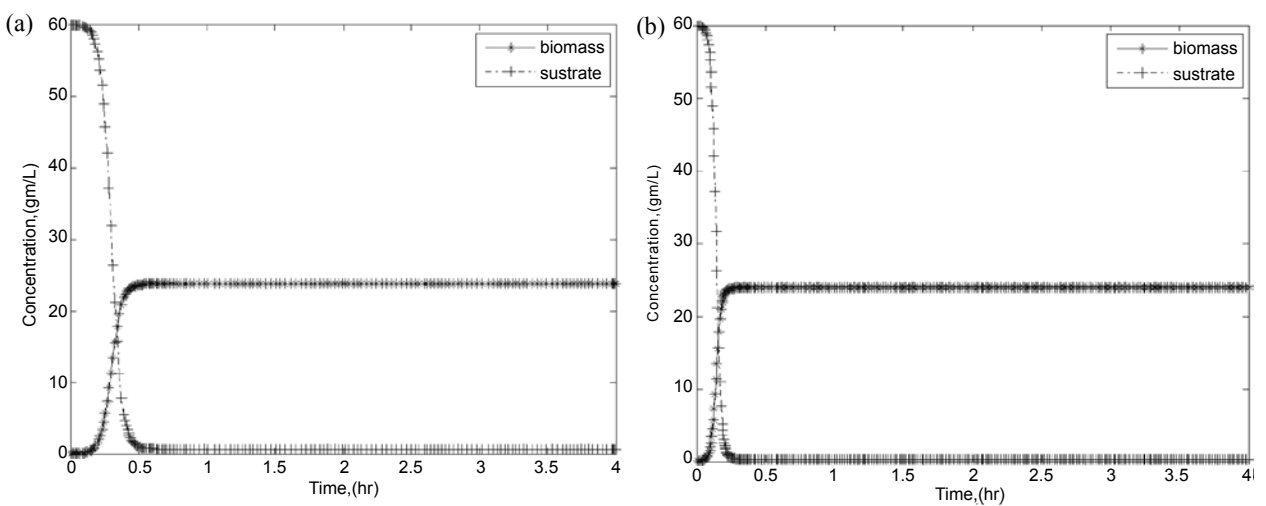 (a)
60
50
40
30
20
10
0
Concentration,(gm/L)
biomass
sustrate
0 0.5 1 1.5 2 2.5 3 3.5 4
Time,(hr)
(b)
60
50
40
30
20
10
0
Concentration,(gm/L)
biomass
sustrate
0 0.5 1 1.5 2 2.5 3 3.5 4
Time,(hr)